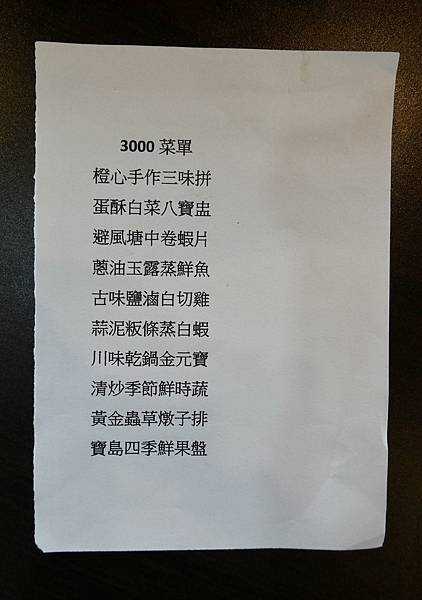 3000 菜單
橙心手作三味拼
蛋酥白菜八寶盅
避風塘中卷蝦片
蔥油玉露蒸鮮魚
古味鹽滷白切雞
蒜泥粄條蒸白蝦
川味乾鍋金元寶
清炒季節鮮時蔬
黃金蟲草燉子排
寶島四季鮮果盤